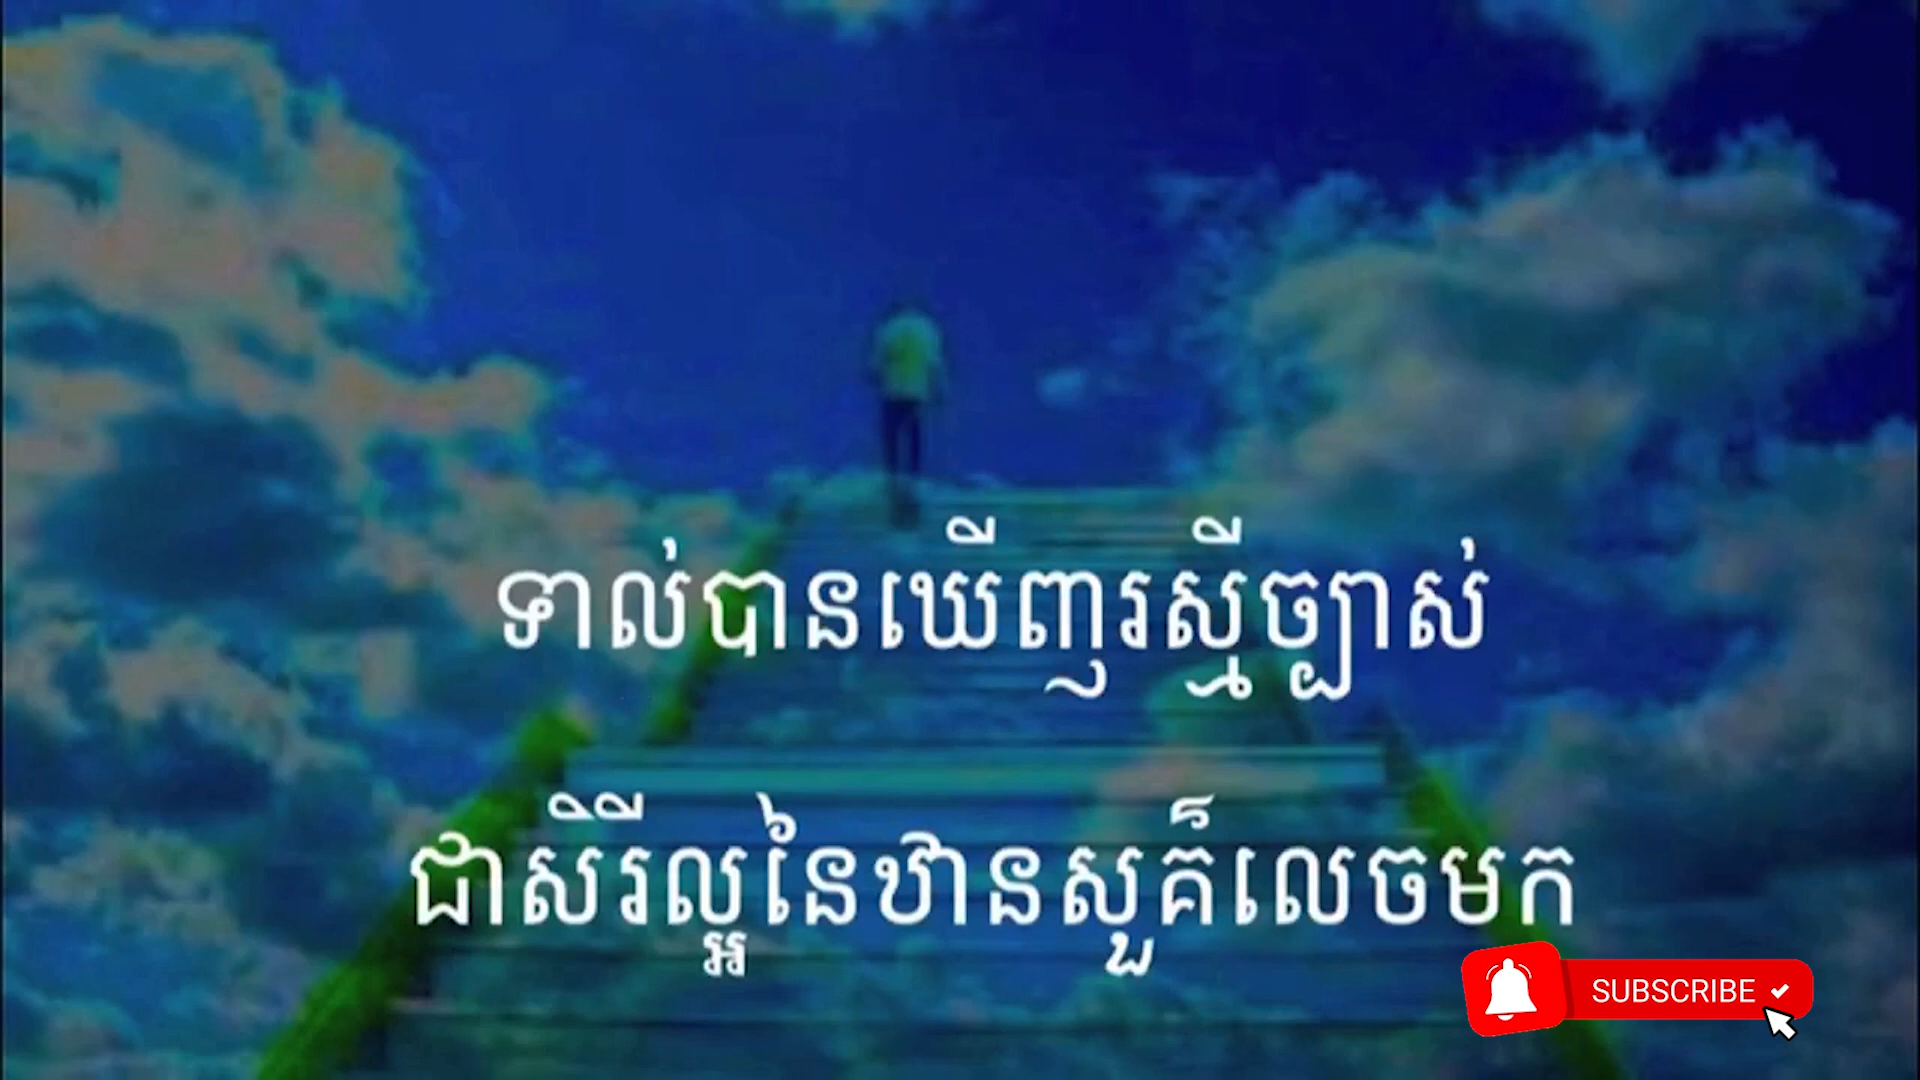 ទាល់បានឃើញរស្មីច្បាស់
ជាសិរីល្អនៃឋានសួគ៌លេចមក
SUBSCRIBE